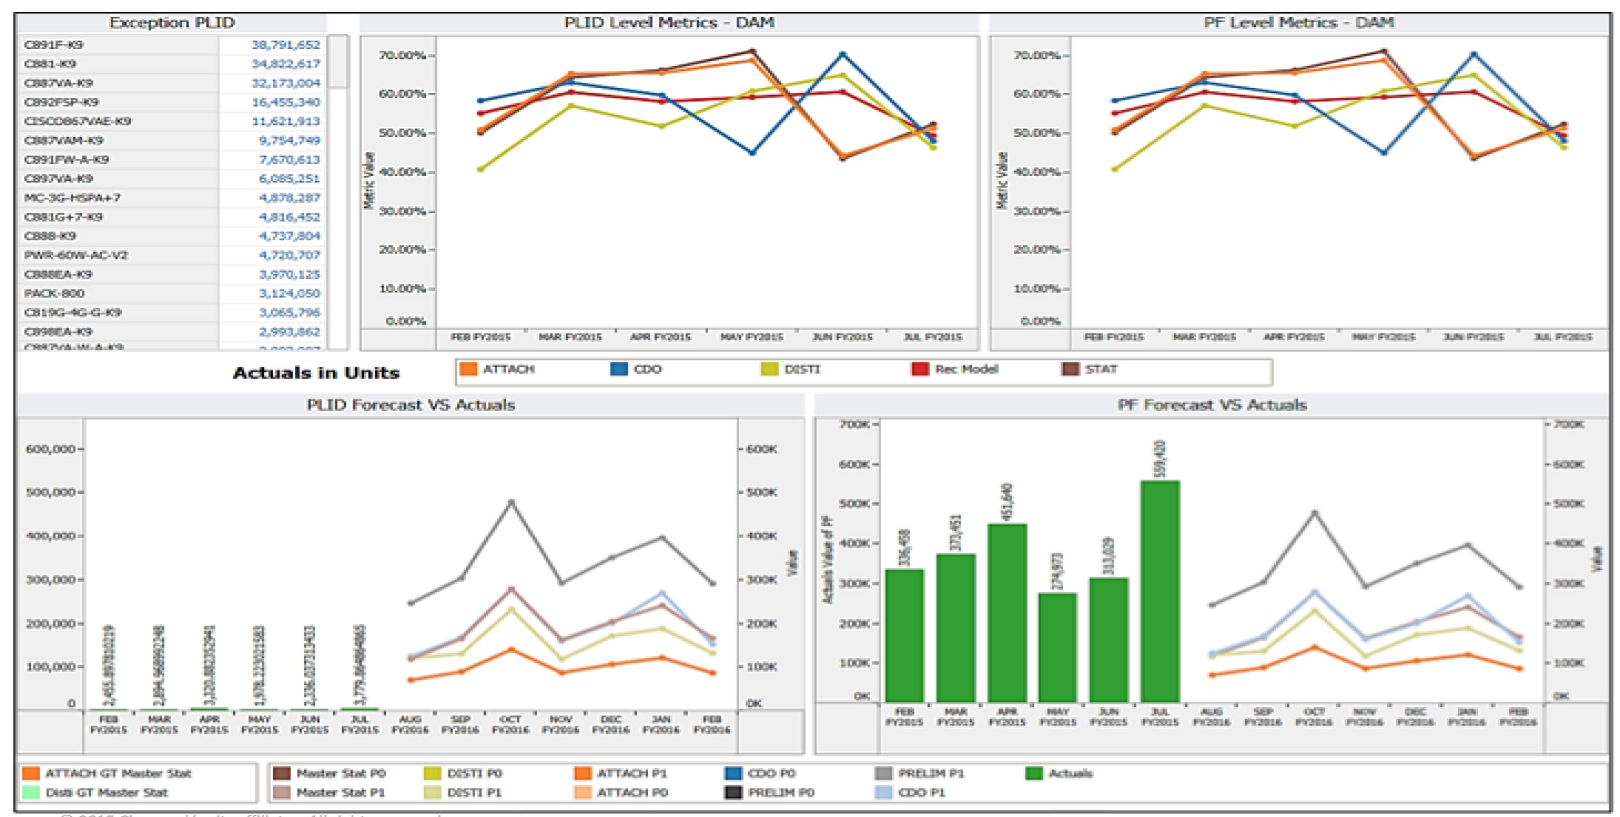 Exception PLID
C891F-K9 38,791,652
C881-K9 34,822,617
C887VA-K9 32,173,004
C892FSP-K9 16,455,340
CISCO867VAE-K9 11,621,913
C887VAM-K9 9,754,749
C891FW-A-K9 7,670,613
C897VA-K9 6,085,251
MC-3G-HSPA+7 4,878,287
C881G+7-K9 4,816,452
C888-K9 4,737,804
PWR-60W-AC-V2 4,720,707
C888EA-K9 3,970,125
PACK-800 3,124,050
C819G-4G-G-K9 3,065,796
C898EA-K9 2,993,862
C887VA-W-A-K9
PLID Level Metrics - DAM
Metric Value
70.00%
60.00%
50.00%
40.00%
30.00%
20.00%
10.00%
0.00%
FEB FY2015 MAR FY2015 APR FY2015 MAY FY2015 JUN FY2015 JUL FY2015
PF Level Metrics - DAM
Metric Value
70.00%
60.00%
50.00%
40.00%
30.00%
20.00%
10.00%
0.00%
FEB FY2015 MAR FY2015 APR FY2015 MAY FY2015 JUN FY2015 JUL FY2015
Actuals in Units
ATTACH CDO DISTI Rec Model STAT
PLID Forecast VS Actuals
600,000
500,000
400,000
300,000
200,000
100,000
0
2,455.897810219
2,894.968992248
3,320.882352941
1,978.223021583
2,336.037313433
3,779.864864865
600K
500K
400K
300K
200K
100K
0K
Value
FEB MAR APR MAY JUN JUL AUG SEP OCT NOV DEC JAN FEB
FY2015 FY2015 FY2015 FY2015 FY2015 FY2015 FY2016 FY2016 FY2016 FY2016 FY2016 FY2016 FY2016
PF Forecast VS Actuals
Actuals Value of PF
700K
600K
500K
400K
300K
200K
100K
0K
336,458
373,451
451,640
274,973
313,029
559,420
700K
600K
500K
400K
300K
200K
100K
0K
Value
FEB MAR APR MAY JUN JUL AUG SEP OCT NOV DEC JAN FEB
FY2015 FY2015 FY2015 FY2015 FY2015 FY2015 FY2016 FY2016 FY2016 FY2016 FY2016 FY2016 FY2016
ATTACH GT Master Stat
Disti GT Master Stat
Master Stat P0 DISTI P0 ATTACH P1 CDO P0 PRELIM P1 Actuals
Master Stat P1 DISTI P1 ATTACH P0 PRELIM P0 CDO P1